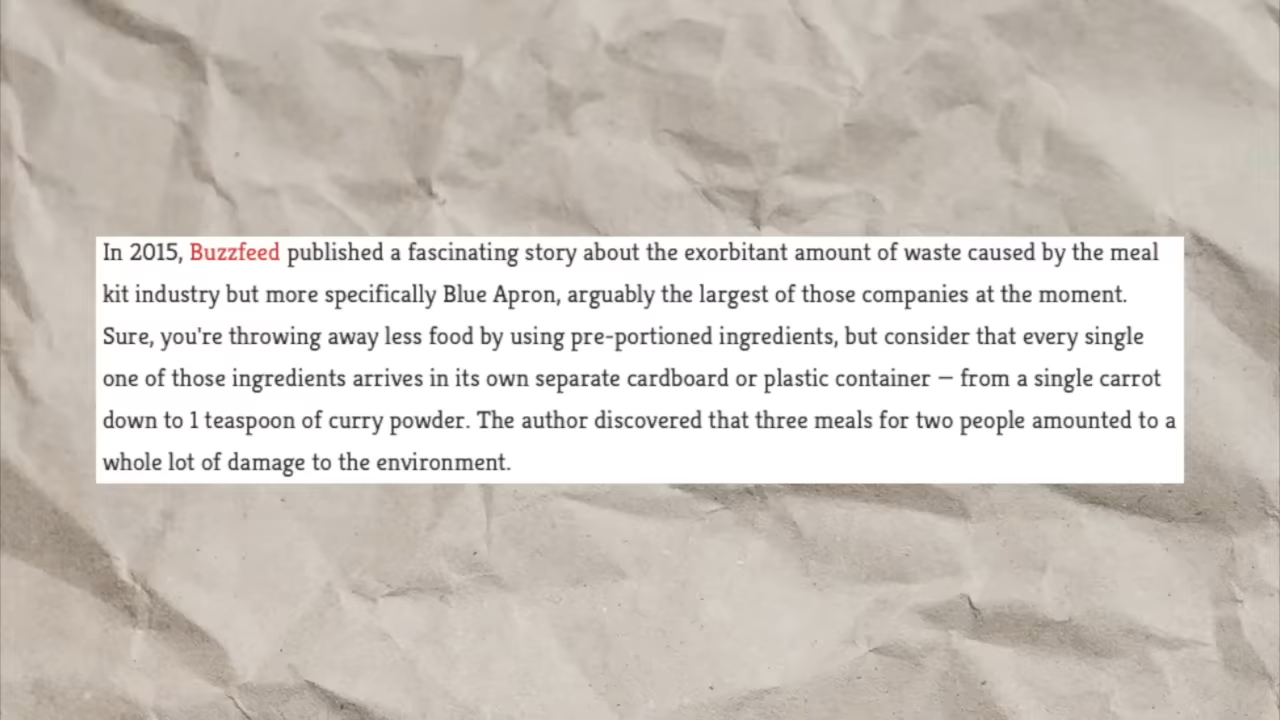 In 2015, Buzzfeed published a fascinating story about the exorbitant amount of waste caused by the meal
kit industry but more specifically Blue Apron, arguably the largest of those companies at the moment.
Sure, you're throwing away less food by using pre-portioned ingredients, but consider that every single
one of those ingredients arrives in its own separate cardboard or plastic container — from a single carrot
down to 1 teaspoon of curry powder. The author discovered that three meals for two people amounted to a
whole lot of damage to the environment.